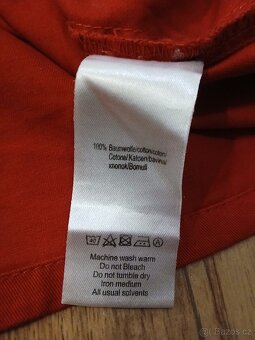 100% Baumwolle/cotton/coton/
Cotone/Katoen/bavlna/
хлопок/Bomull
40
Machine wash warm
Do not Bleach
Do not tumble dry
Iron medium
All usual solvents
Bazos.cz